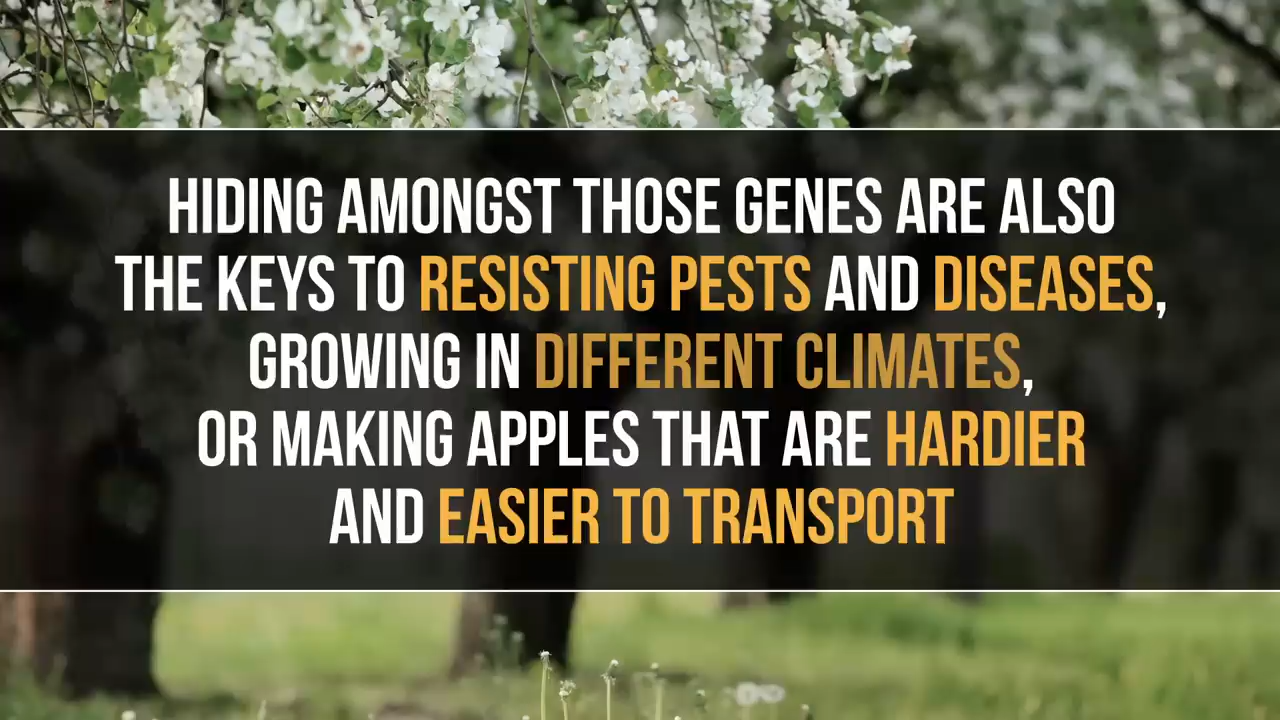 HIDING AMONGST THOSE GENES ARE ALSO
THE KEYS TO RESISTING PESTS AND DISEASES,
GROWING IN DIFFERENT CLIMATES,
OR MAKING APPLES THAT ARE HARDIER
AND EASIER TO TRANSPORT